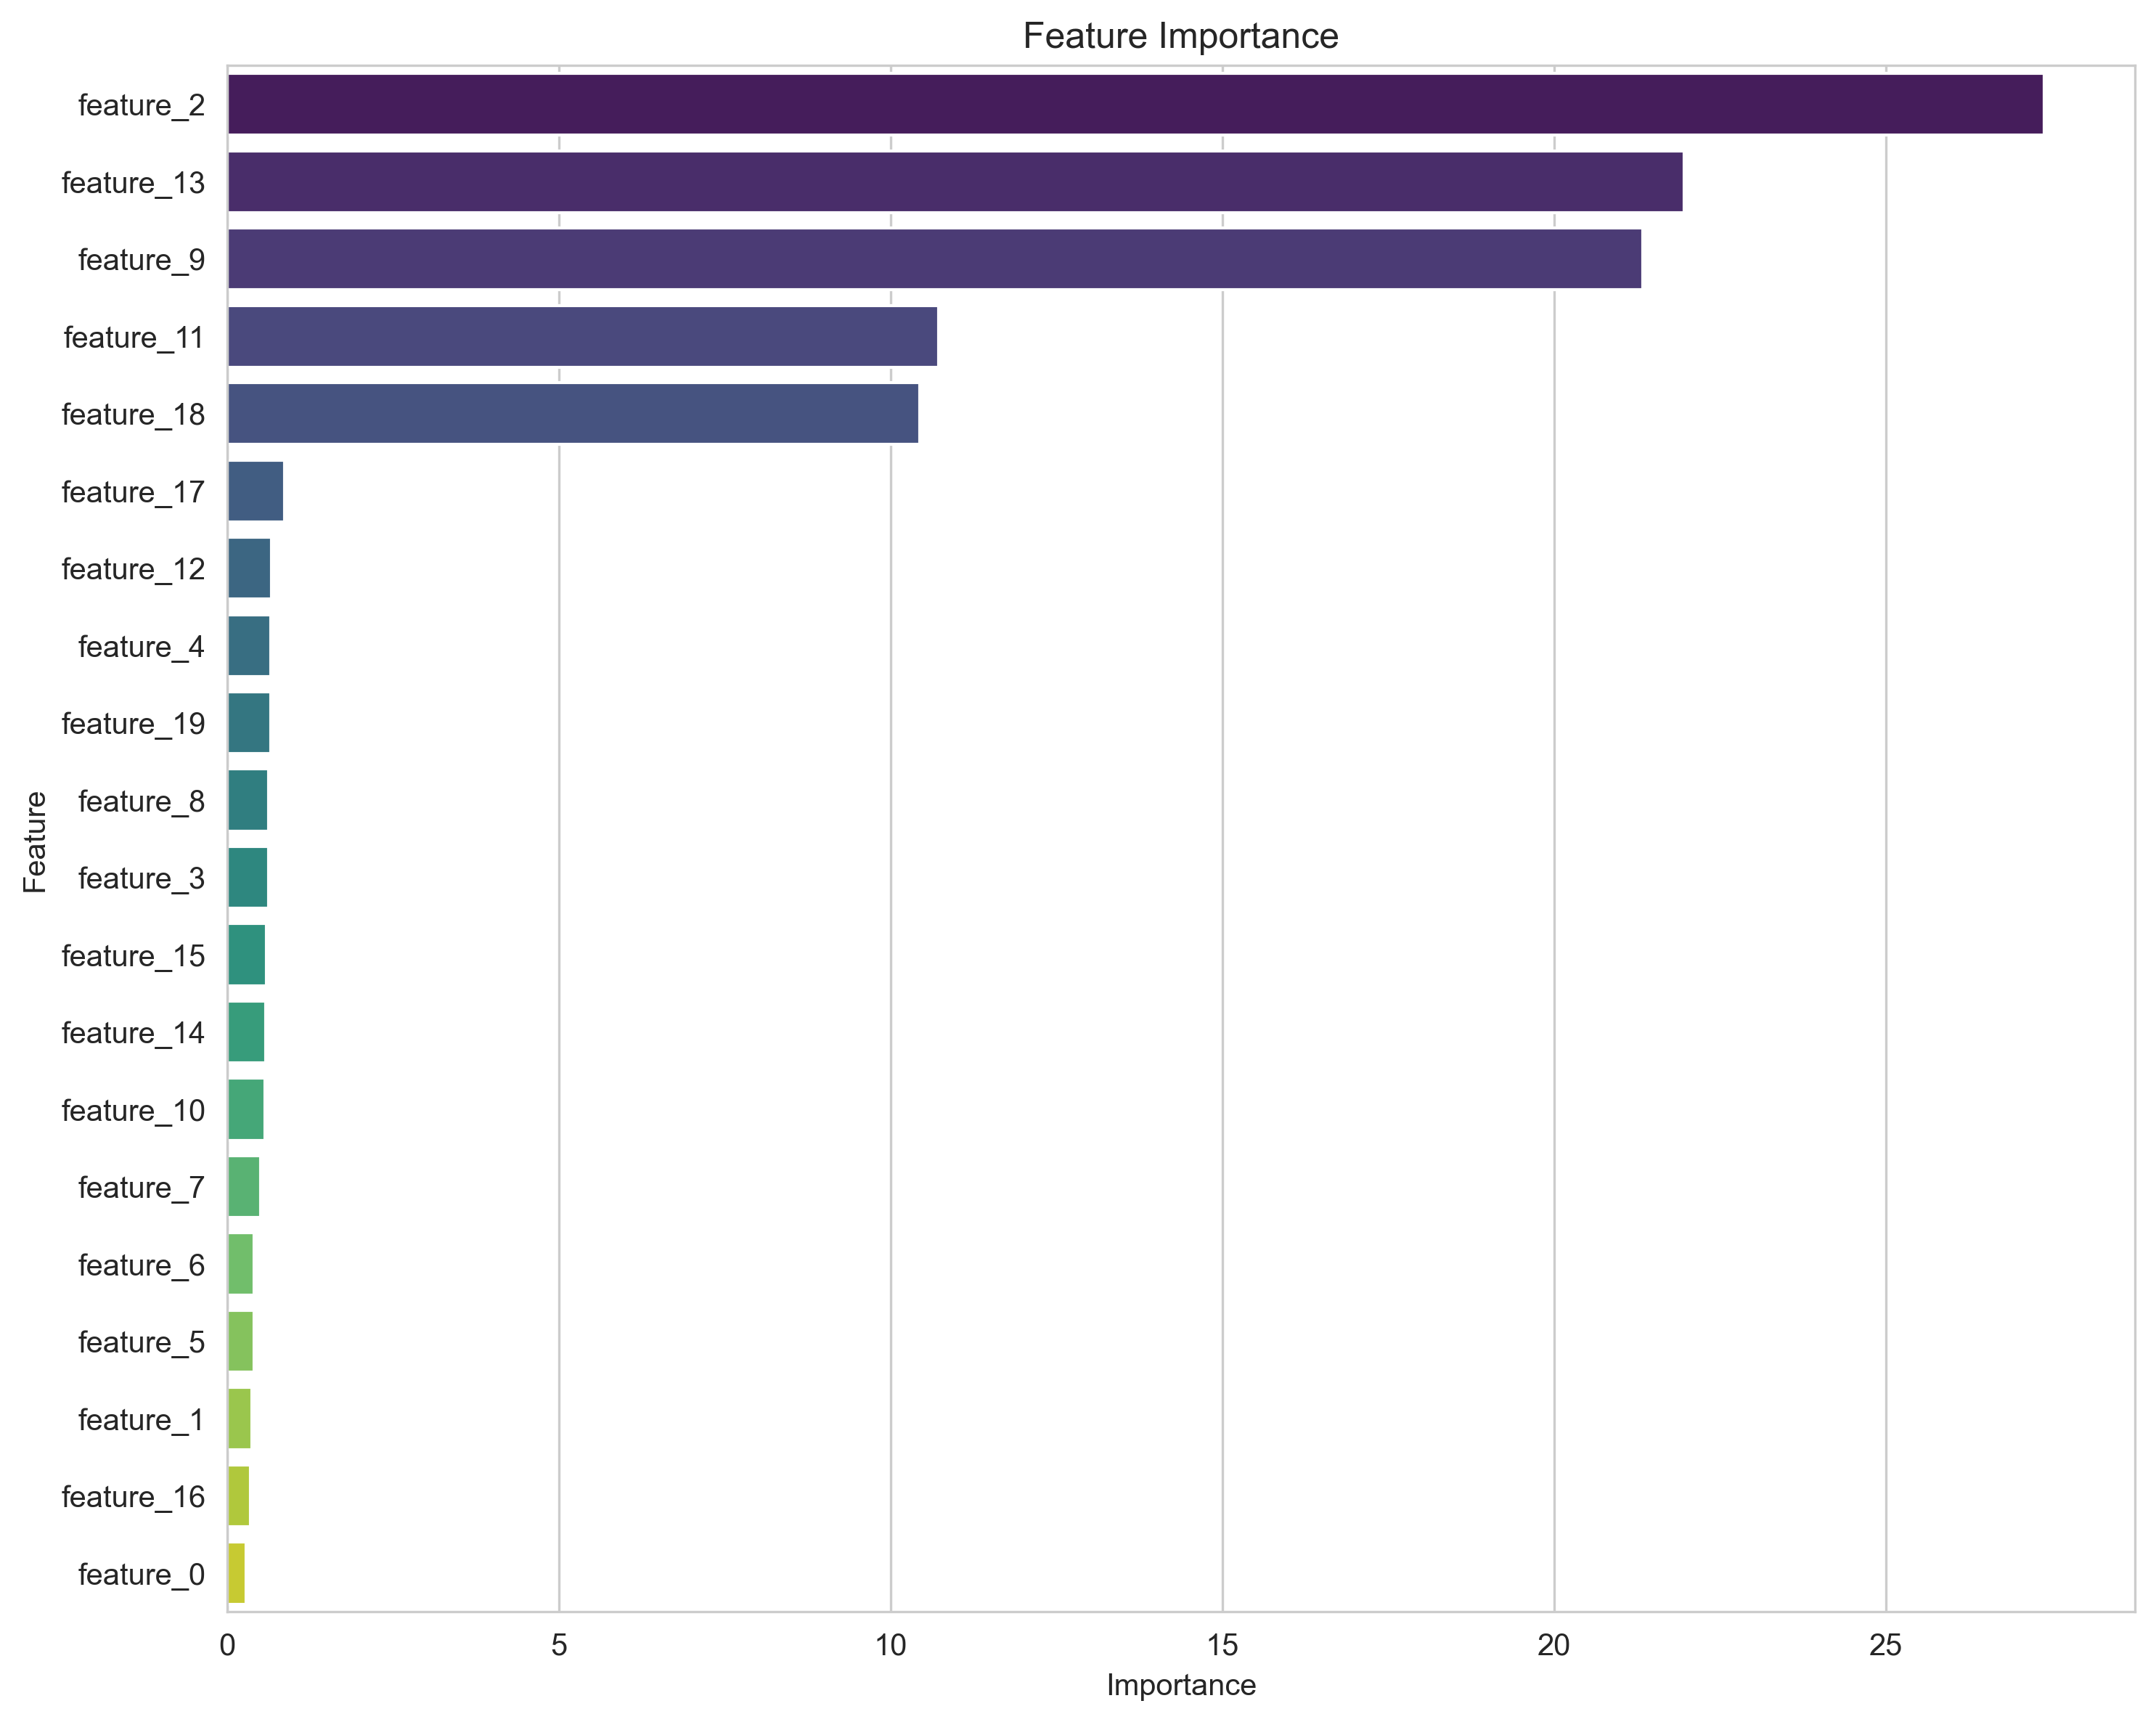 Feature Importance
feature_2
feature_13
feature_9
feature_11
feature_18
feature_17
feature_12
feature_4
feature_19
feature_8
feature_3
feature_15
feature_14
feature_10
feature_7
feature_6
feature_5
feature_1
feature_16
feature_0
Feature
0 5 10 15 20 25
Importance